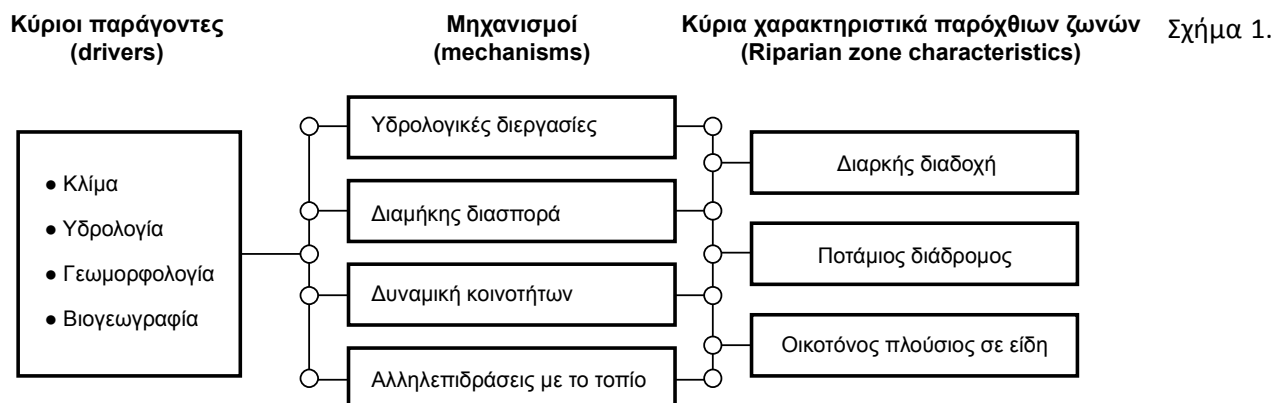 Κύριοι παράγοντες
(drivers)
Μηχανισμοί
(mechanisms)
Κύρια χαρακτηριστικά παρόχθιων ζωνών
(Riparian zone characteristics)
Σχήμα 1.
● Κλίμα
● Υδρολογία
● Γεωμορφολογία
● Βιογεωγραφία
Υδρολογικές διεργασίες
Διαμήκης διασπορά
Δυναμική κοινοτήτων
Αλληλεπιδράσεις με το τοπίο
Διαρκής διαδοχή
Ποτάμιος διάδρομος
Οικοτόνος πλούσιος σε είδη